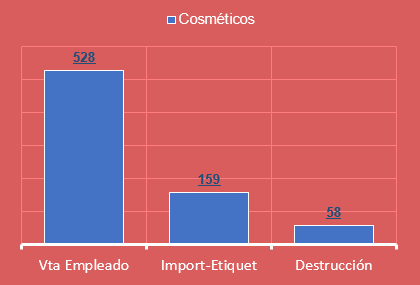 Cosméticos
528
159
58
Vta Empleado
Import-Etiquet
Destrucción